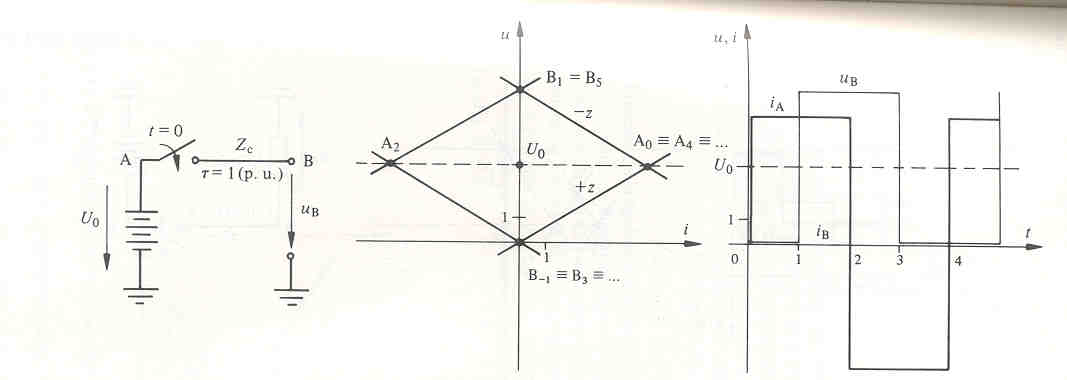 t = 0
A
Z_c
B
τ = 1 (p. u.)
U_0
u_B
u
B_1 ≡ B_5
−z
A_2
U_0
A_0 ≡ A_4 ≡ ...
+z
1
i
1
B_−1 ≡ B_3 ≡ ...
u, i
u_B
i_A
U_0
1
i_B
t
0
1
2
3
4